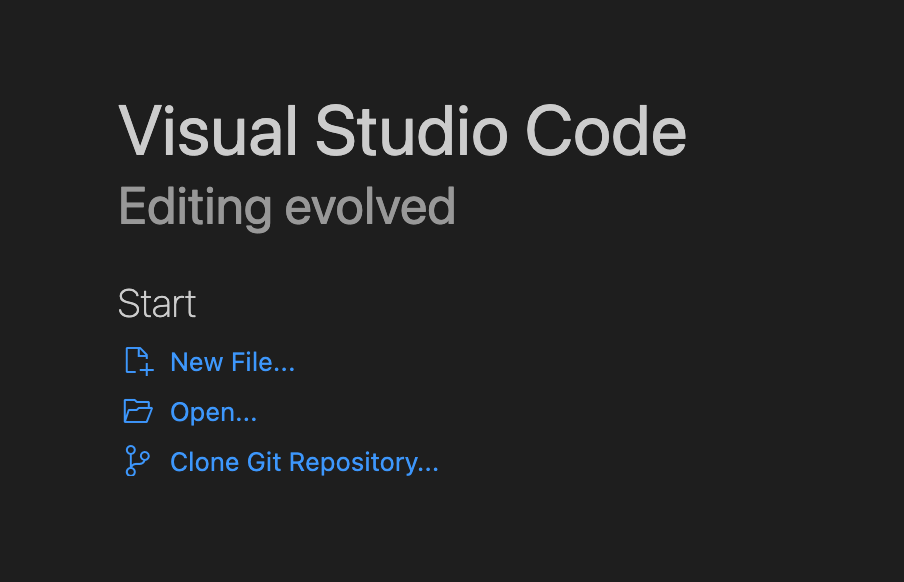 Visual Studio Code
Editing evolved
Start
New File...
Open...
Clone Git Repository...